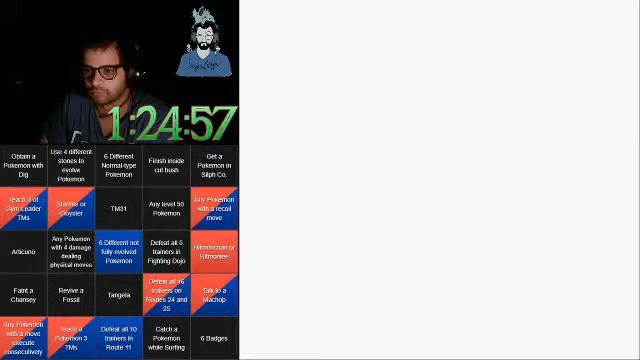 1:24:57
Obtain a
Pokemon with
Dig
Use 4 different
stones to
evolve
Pokemon
6 Different
Normal-type
Pokemon
Finish inside
cut bush
Get a
Pokemon in
Silph Co.
Teach 3 of
Gym Leader
TMs
Starmie or
Cloyster
TM31
Any level 50
Pokemon
Any Pokemon
with a recoil
move
Articuno
Any Pokemon
with 4 damage
dealing
physical moves
6 Different not
fully evolved
Pokemon
Defeat all 5
trainers in
Fighting Dojo
Hitmonchan or
Hitmonlee
Faint a
Chansey
Revive a
Fossil
Tangela
Defeat all 16
trainers on
Routes 24 and
25
Talk to a
Machop
Any Pokemon
with a move
execute
consecutively
Teach a
Pokemon 3
TMs
Defeat all 10
trainers in
Route 11
Catch a
Pokemon
while Surfing
6 Badges